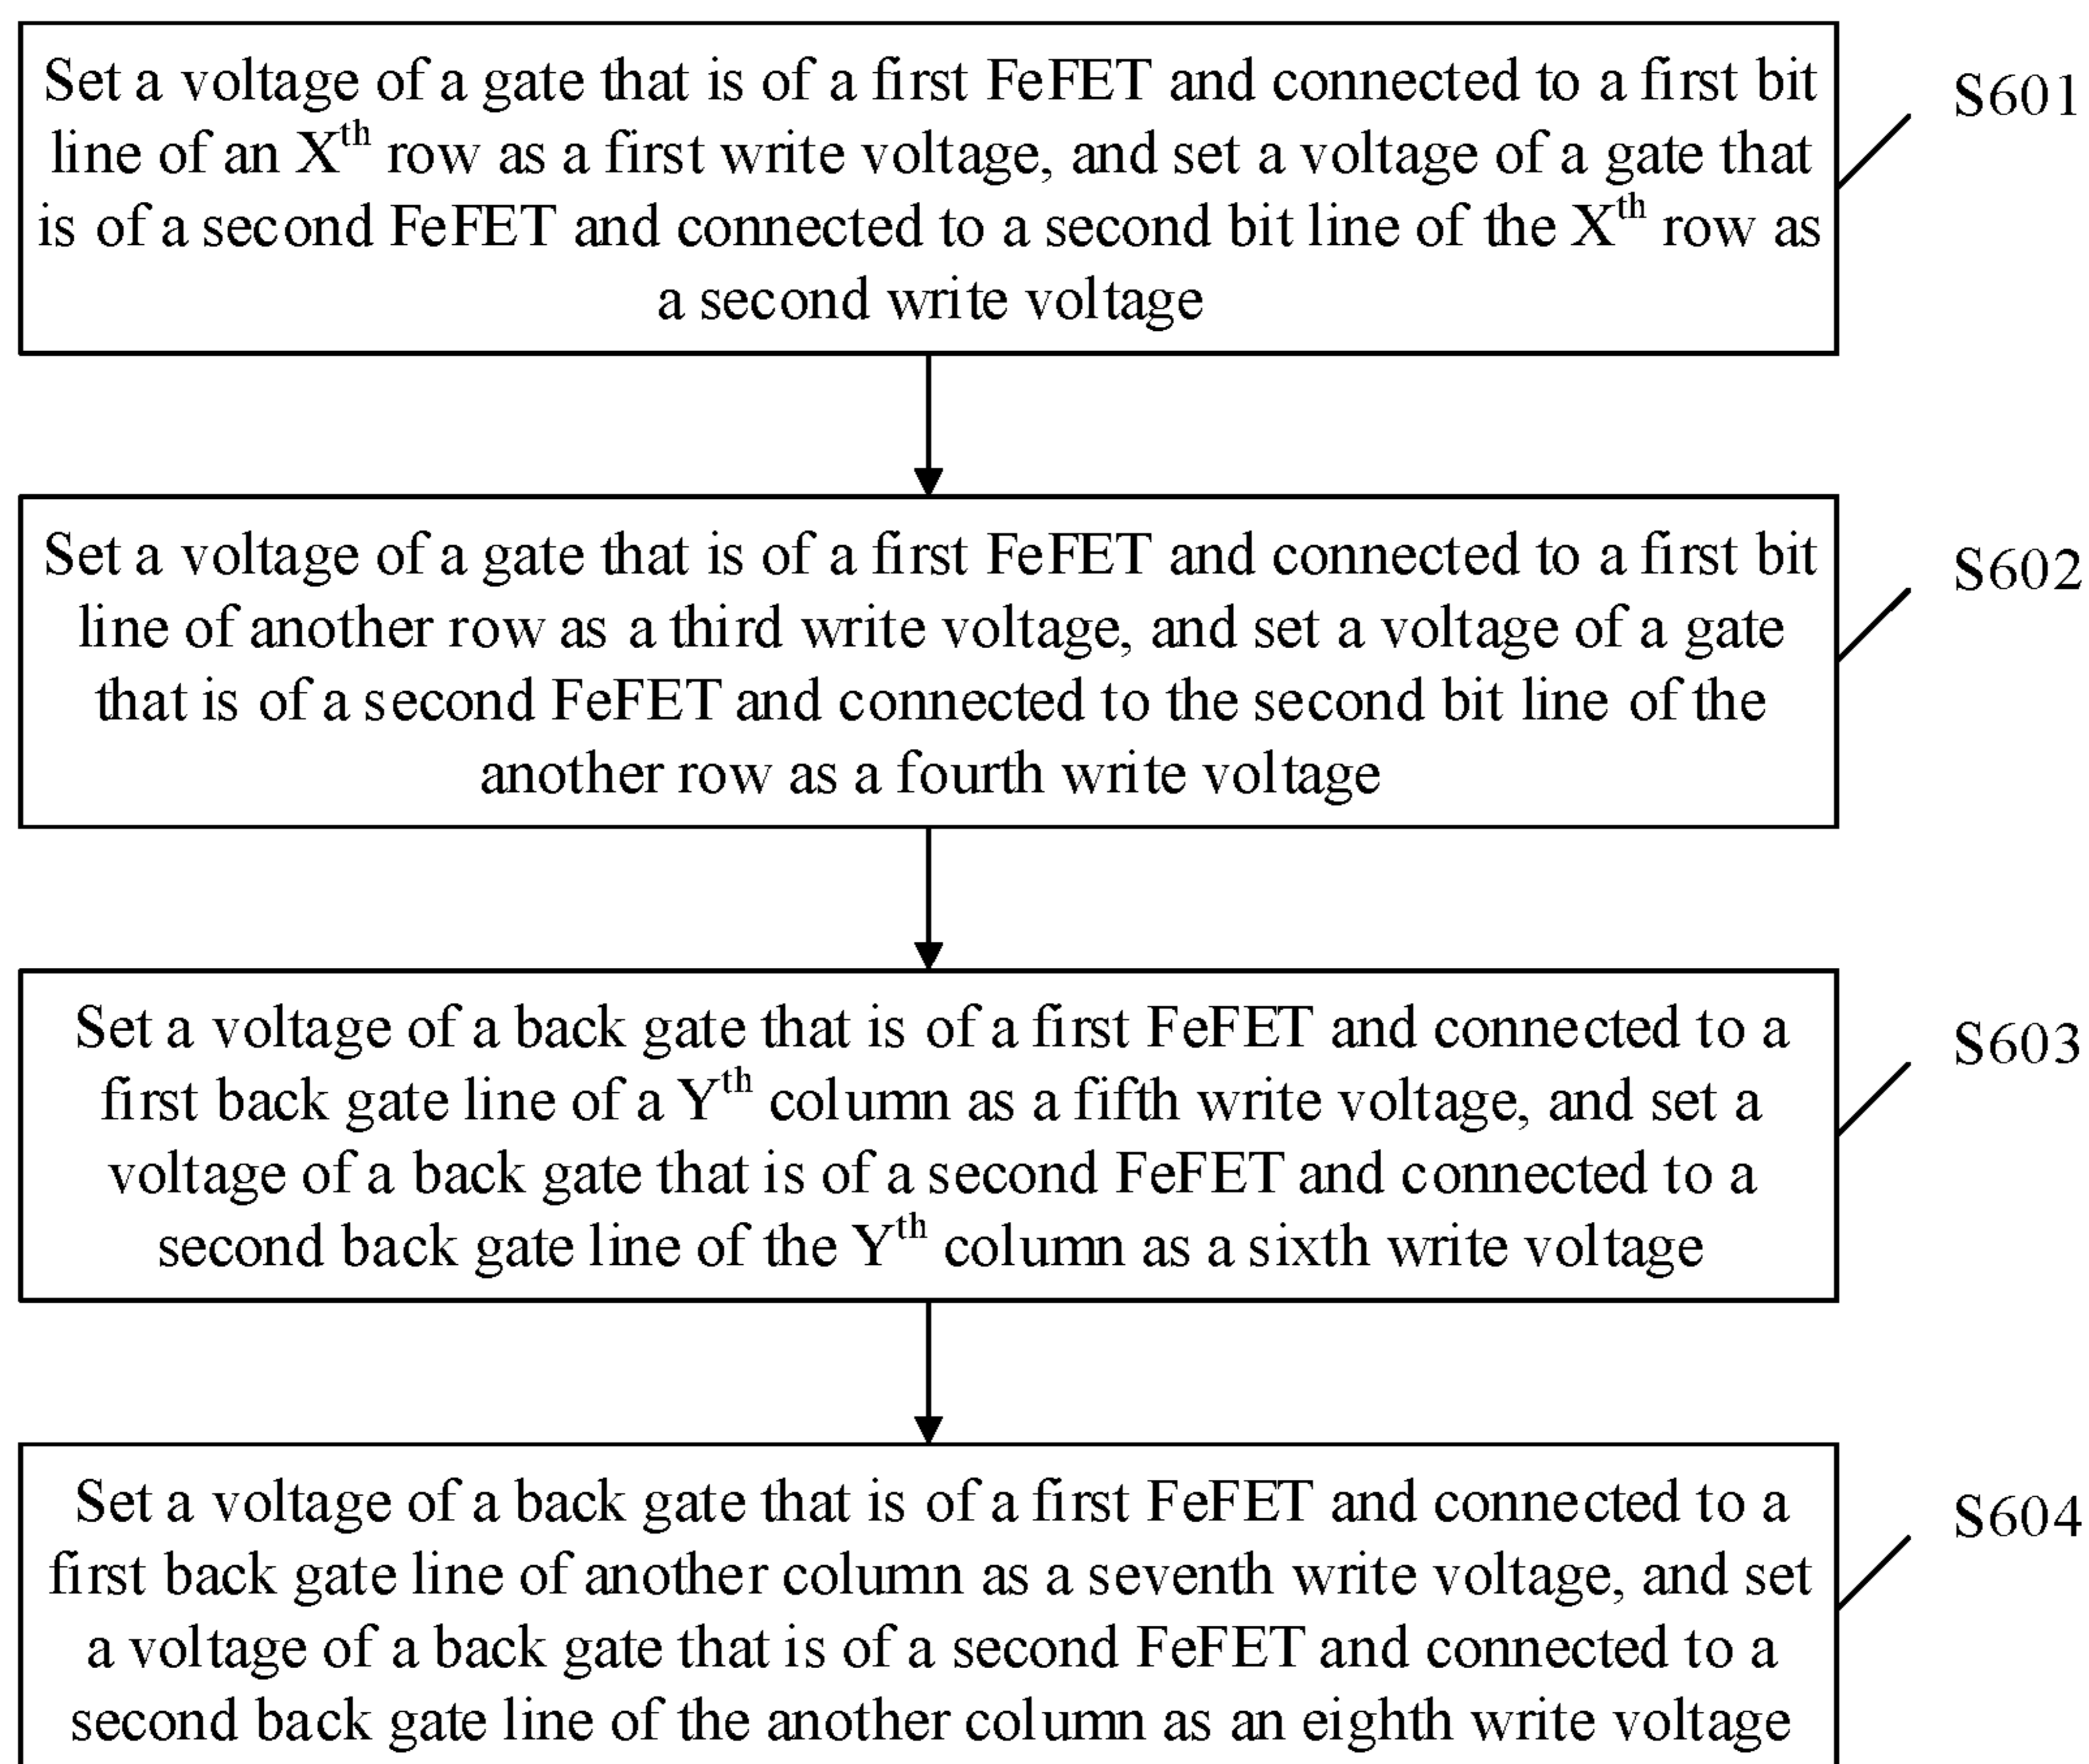 Set a voltage of a gate that is of a first FeFET and connected to a first bit
line of an Xth row as a first write voltage, and set a voltage of a gate that
is of a second FeFET and connected to a second bit line of the Xth row as
a second write voltage
S601
Set a voltage of a gate that is of a first FeFET and connected to a first bit
line of another row as a third write voltage, and set a voltage of a gate
that is of a second FeFET and connected to the second bit line of the
another row as a fourth write voltage
S602
Set a voltage of a back gate that is of a first FeFET and connected to a
first back gate line of a Yth column as a fifth write voltage, and set a
voltage of a back gate that is of a second FeFET and connected to a
second back gate line of the Yth column as a sixth write voltage
S603
Set a voltage of a back gate that is of a first FeFET and connected to a
first back gate line of another column as a seventh write voltage, and set
a voltage of a back gate that is of a second FeFET and connected to a
second back gate line of the another column as an eighth write voltage
S604